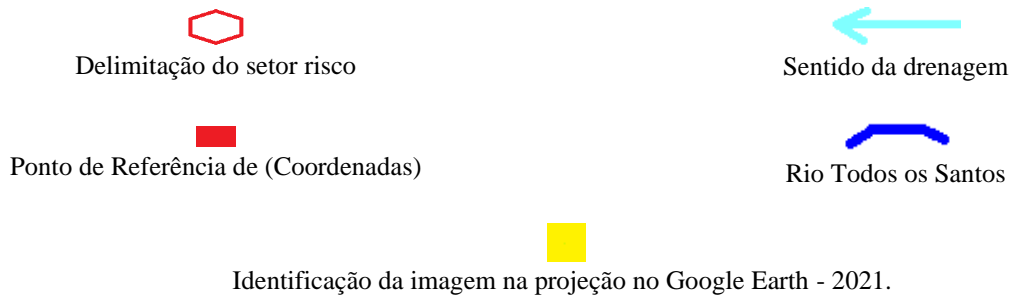 Delimitação do setor risco
Sentido da drenagem
Ponto de Referência de (Coordenadas)
Rio Todos os Santos
Identificação da imagem na projeção no Google Earth - 2021.